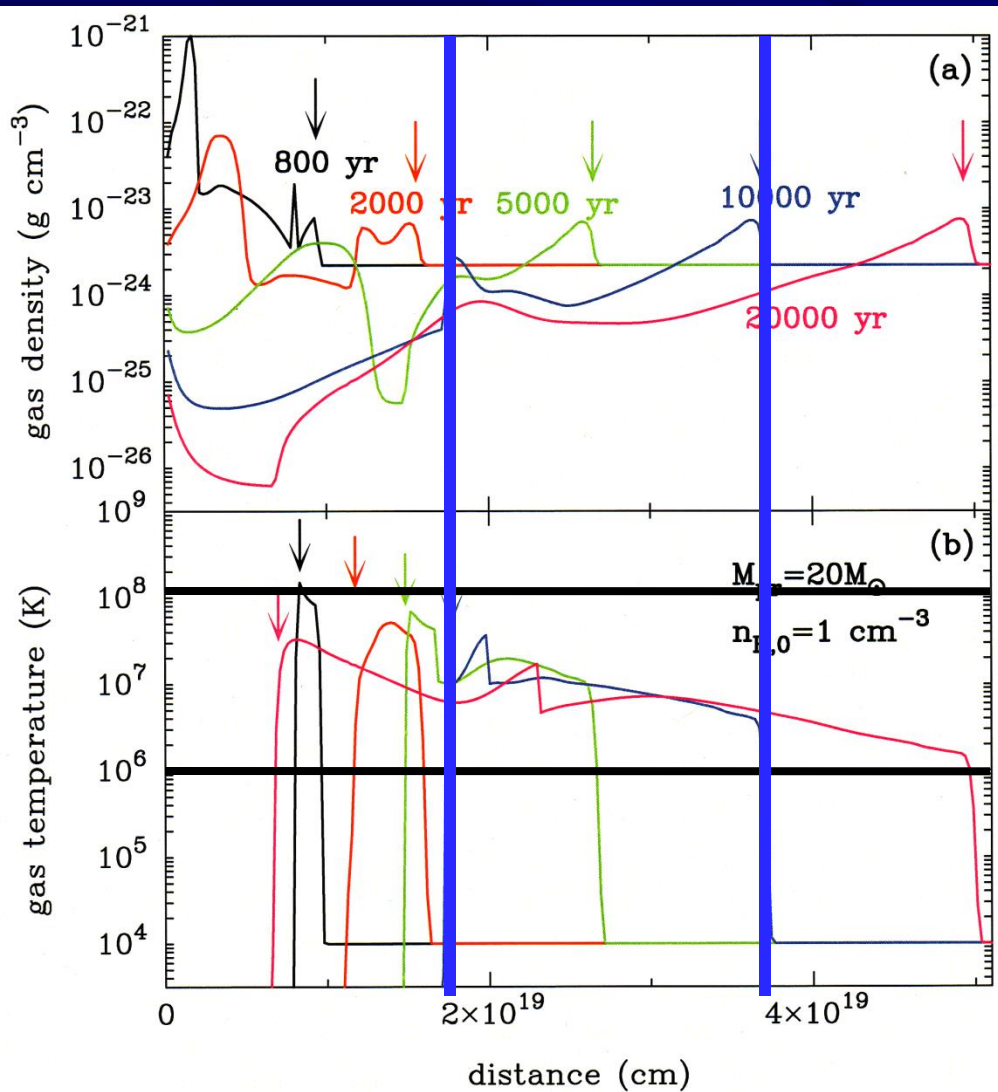 (a)
10⁻²¹
10⁻²²
10⁻²³
10⁻²⁴
10⁻²⁵
10⁻²⁶
gas density (g cm⁻³)
800 yr
2000 yr
5000 yr
10000 yr
20000 yr
(b)
10⁹
10⁸
10⁷
10⁶
10⁵
10⁴
gas temperature (K)
=20M☉
=1 cm⁻³
0
2×10¹⁹
4×10¹⁹
distance (cm)